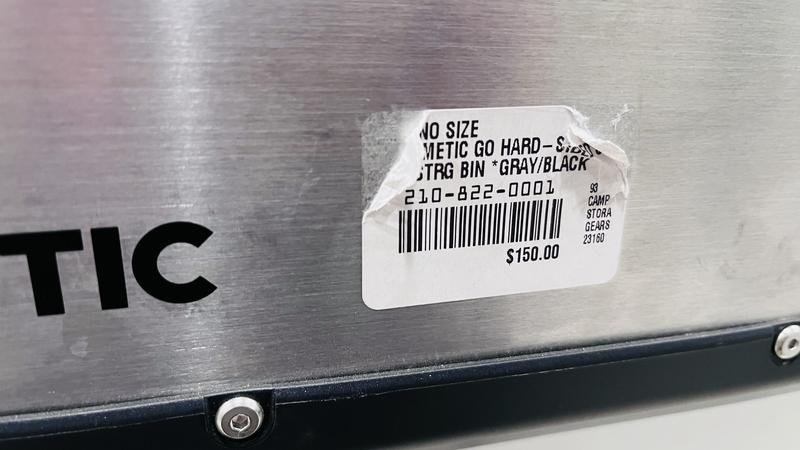 NO SIZE
METIC GO HARD-
STRG BIN *GRAY/BLACK
210-822-0001
$150.00
93
CAMP
STORA
GEARS
23160
TIC